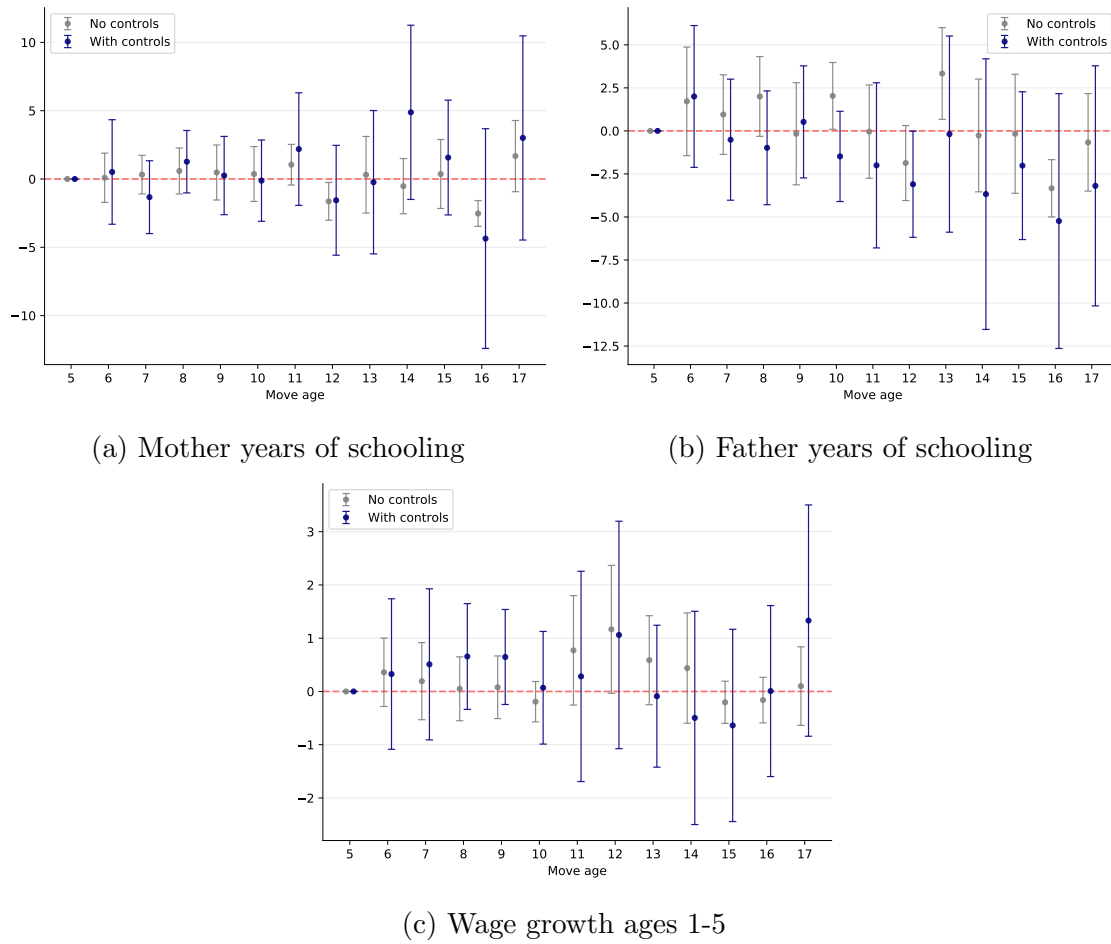 No controls
With controls
10
5
0
−5
−10
5 6 7 8 9 10 11 12 13 14 15 16 17
Move age
(a) Mother years of schooling
No controls
With controls
5.0
2.5
0.0
−2.5
−5.0
−7.5
−10.0
−12.5
5 6 7 8 9 10 11 12 13 14 15 16 17
Move age
(b) Father years of schooling
No controls
With controls
3
2
1
0
−1
−2
5 6 7 8 9 10 11 12 13 14 15 16 17
Move age
(c) Wage growth ages 1-5